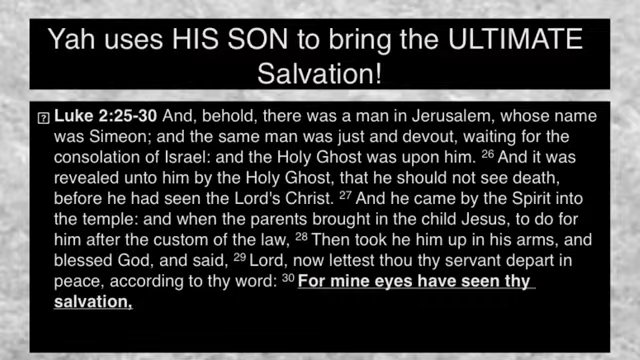 Yah uses HIS SON to bring the ULTIMATE
Salvation!
Luke 2:25-30 And, behold, there was a man in Jerusalem, whose name
was Simeon; and the same man was just and devout, waiting for the
consolation of Israel: and the Holy Ghost was upon him. 26 And it was
revealed unto him by the Holy Ghost, that he should not see death,
before he had seen the Lord's Christ. 27 And he came by the Spirit into
the temple: and when the parents brought in the child Jesus, to do for
him after the custom of the law, 28 Then took he him up in his arms, and
blessed God, and said, 29 Lord, now lettest thou thy servant depart in
peace, according to thy word: 30 For mine eyes have seen thy
salvation,